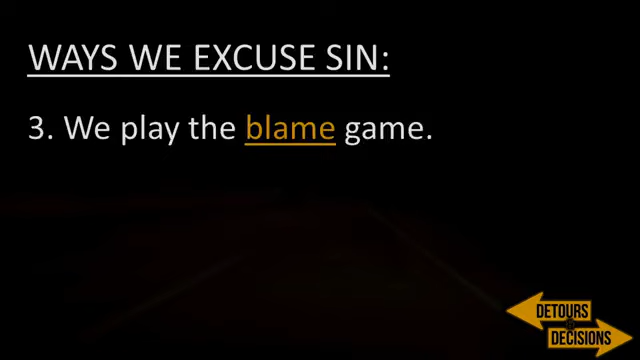 WAYS WE EXCUSE SIN:
3. We play the blame game.
DETOURS
&
DECISIONS